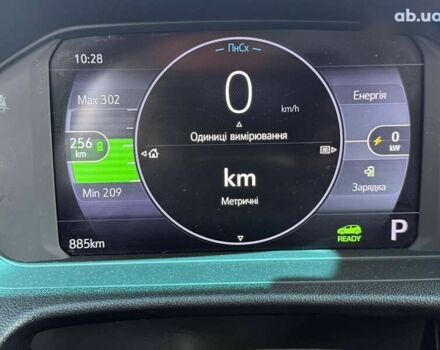 ab.ua
ПнСх
10:28
0
km/h
Max 302
Енергія
Одиниці вимірювання
256
km
0
kW
km
Метричні
Min 209
Зарядка
885km
READY
P